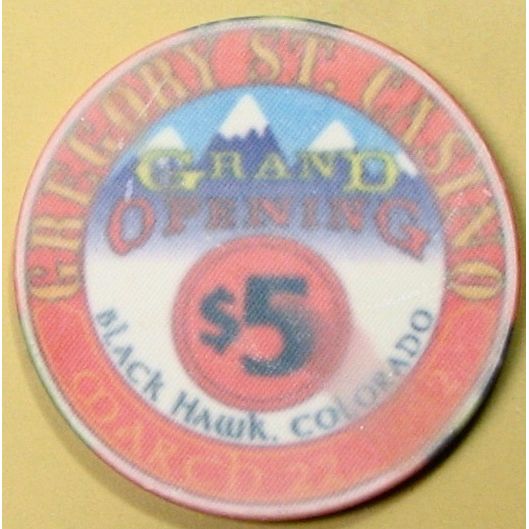 GREGORY ST. CASINO
GRAND
OPENING
$5
BLACK HAWK, COLORADO
MARCH 22